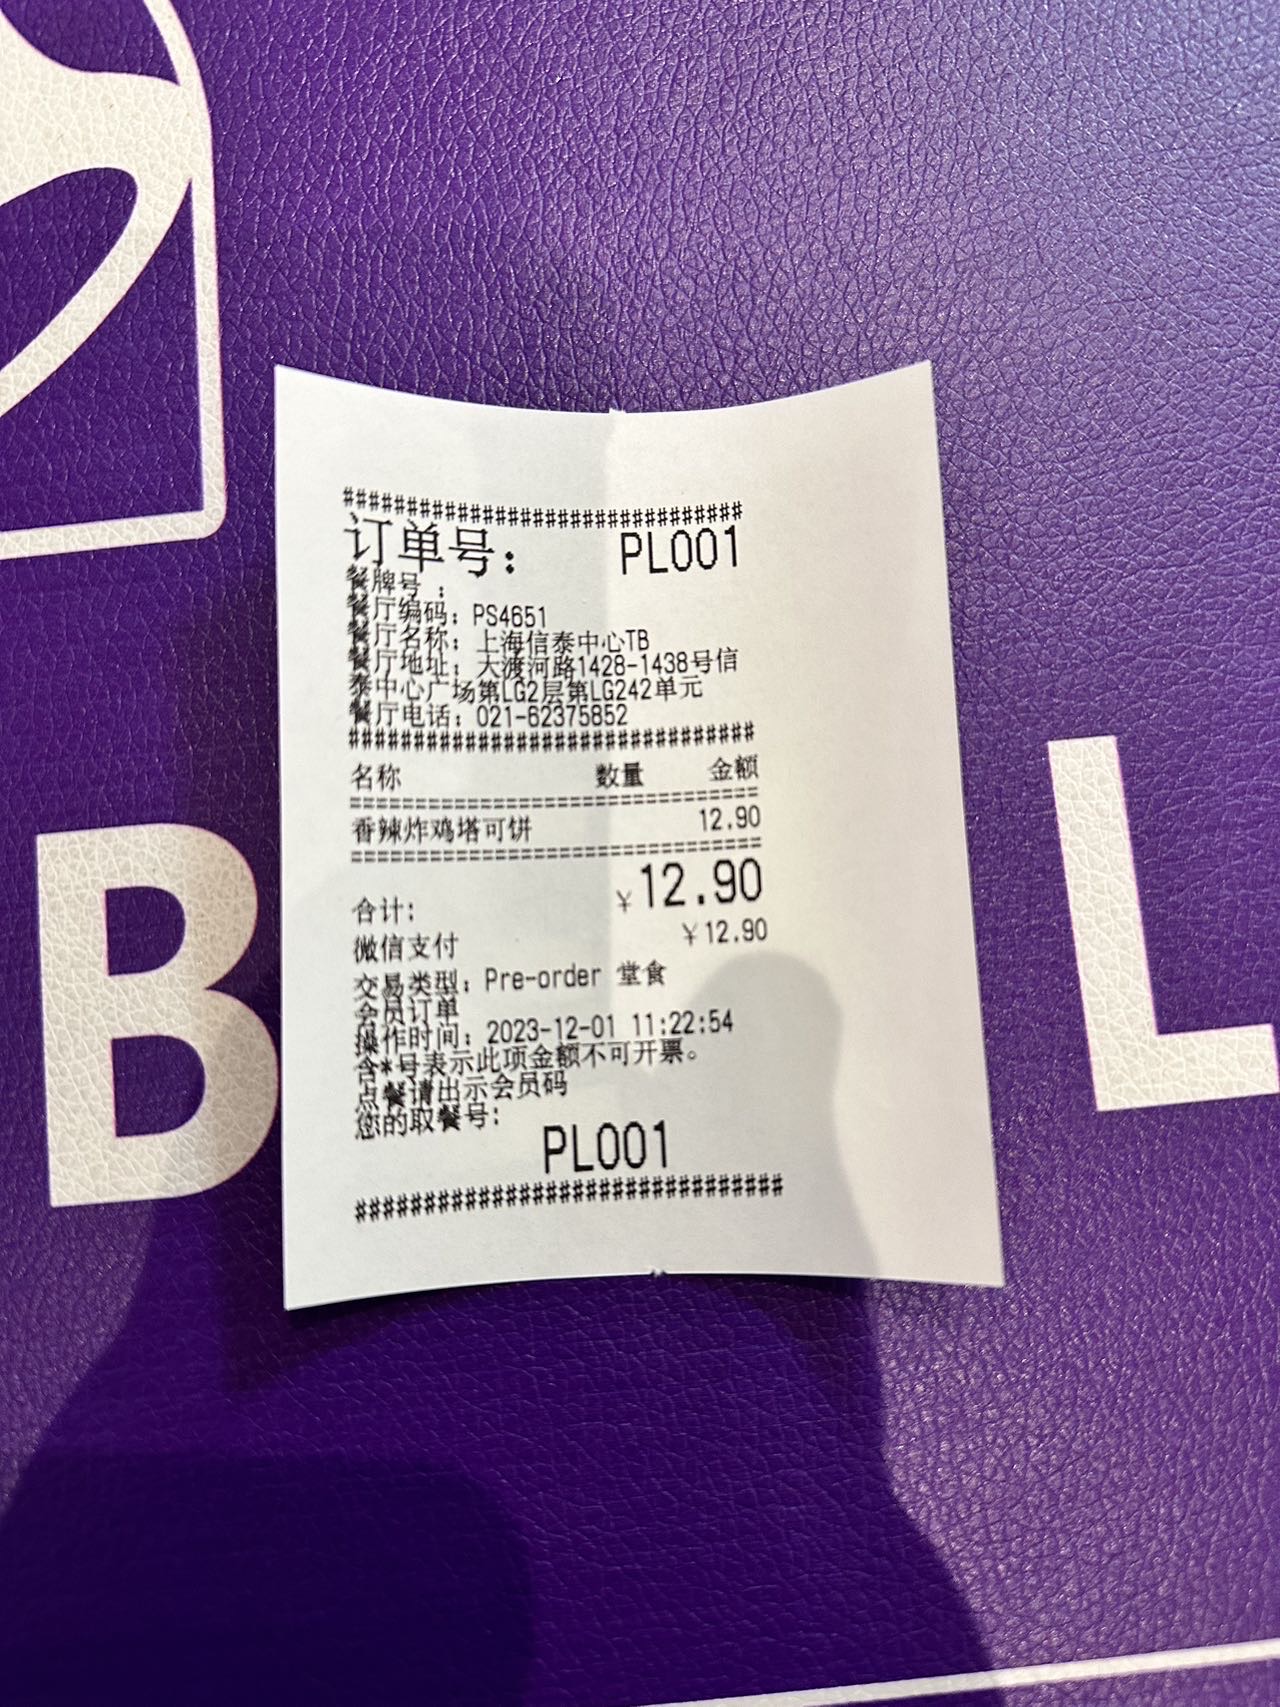 ###############################
订单号： PL001
餐牌号 ：
餐厅编码：PS4651
餐厅名称：上海信泰中心TB
餐厅地址：大渡河路1428-1438号信
泰中心广场第LG2层第LG242单元
餐厅电话：021-62375852
###############################
名称 数量 金额
===============================
香辣炸鸡塔可饼 12.90
===============================
合计： ￥12.90
微信支付 ￥12.90
交易类型：Pre-order 堂食
会员订单
操作时间：2023-12-01 11:22:54
含*号表示此项金额不可开票。
点餐请出示会员码
您的取餐号：
PL001
###############################
B L